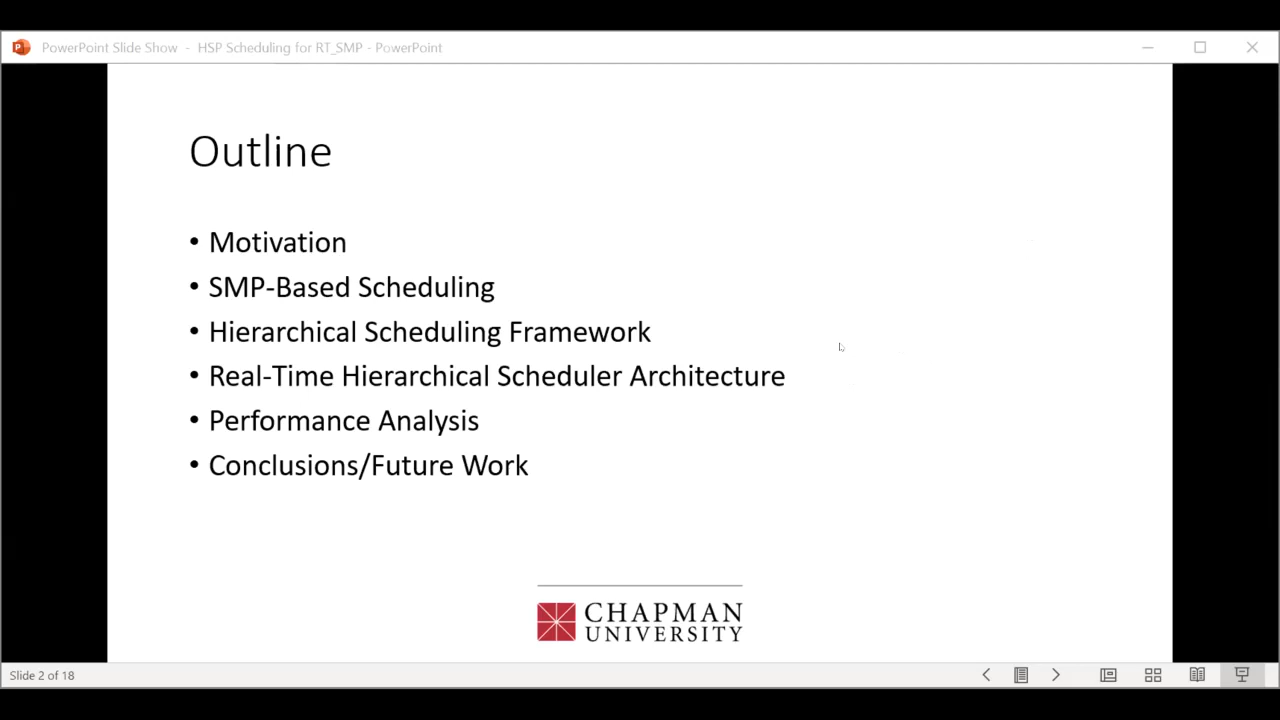 PowerPoint Slide Show - HSP Scheduling for RT_SMP - PowerPoint
Outline
• Motivation
• SMP-Based Scheduling
• Hierarchical Scheduling Framework
• Real-Time Hierarchical Scheduler Architecture
• Performance Analysis
• Conclusions/Future Work
CHAPMAN
UNIVERSITY
Slide 2 of 18